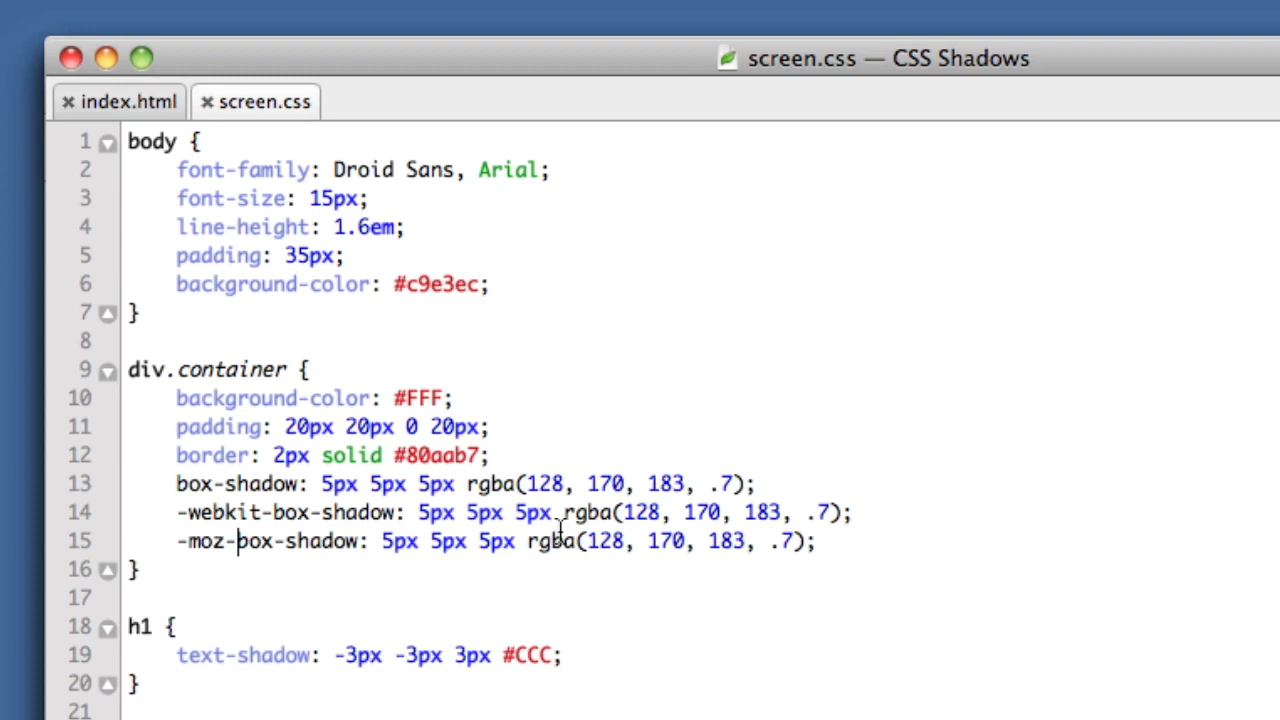 screen.css — CSS Shadows
index.html
screen.css
1 body {
2 font-family: Droid Sans, Arial;
3 font-size: 15px;
4 line-height: 1.6em;
5 padding: 35px;
6 background-color: #c9e3ec;
7 }
8
9 div.container {
10 background-color: #FFF;
11 padding: 20px 20px 0 20px;
12 border: 2px solid #80aab7;
13 box-shadow: 5px 5px 5px rgba(128, 170, 183, .7);
14 -webkit-box-shadow: 5px 5px 5px rgba(128, 170, 183, .7);
15 -moz-box-shadow: 5px 5px 5px rgba(128, 170, 183, .7);
16 }
17
18 h1 {
19 text-shadow: -3px -3px 3px #CCC;
20 }
21